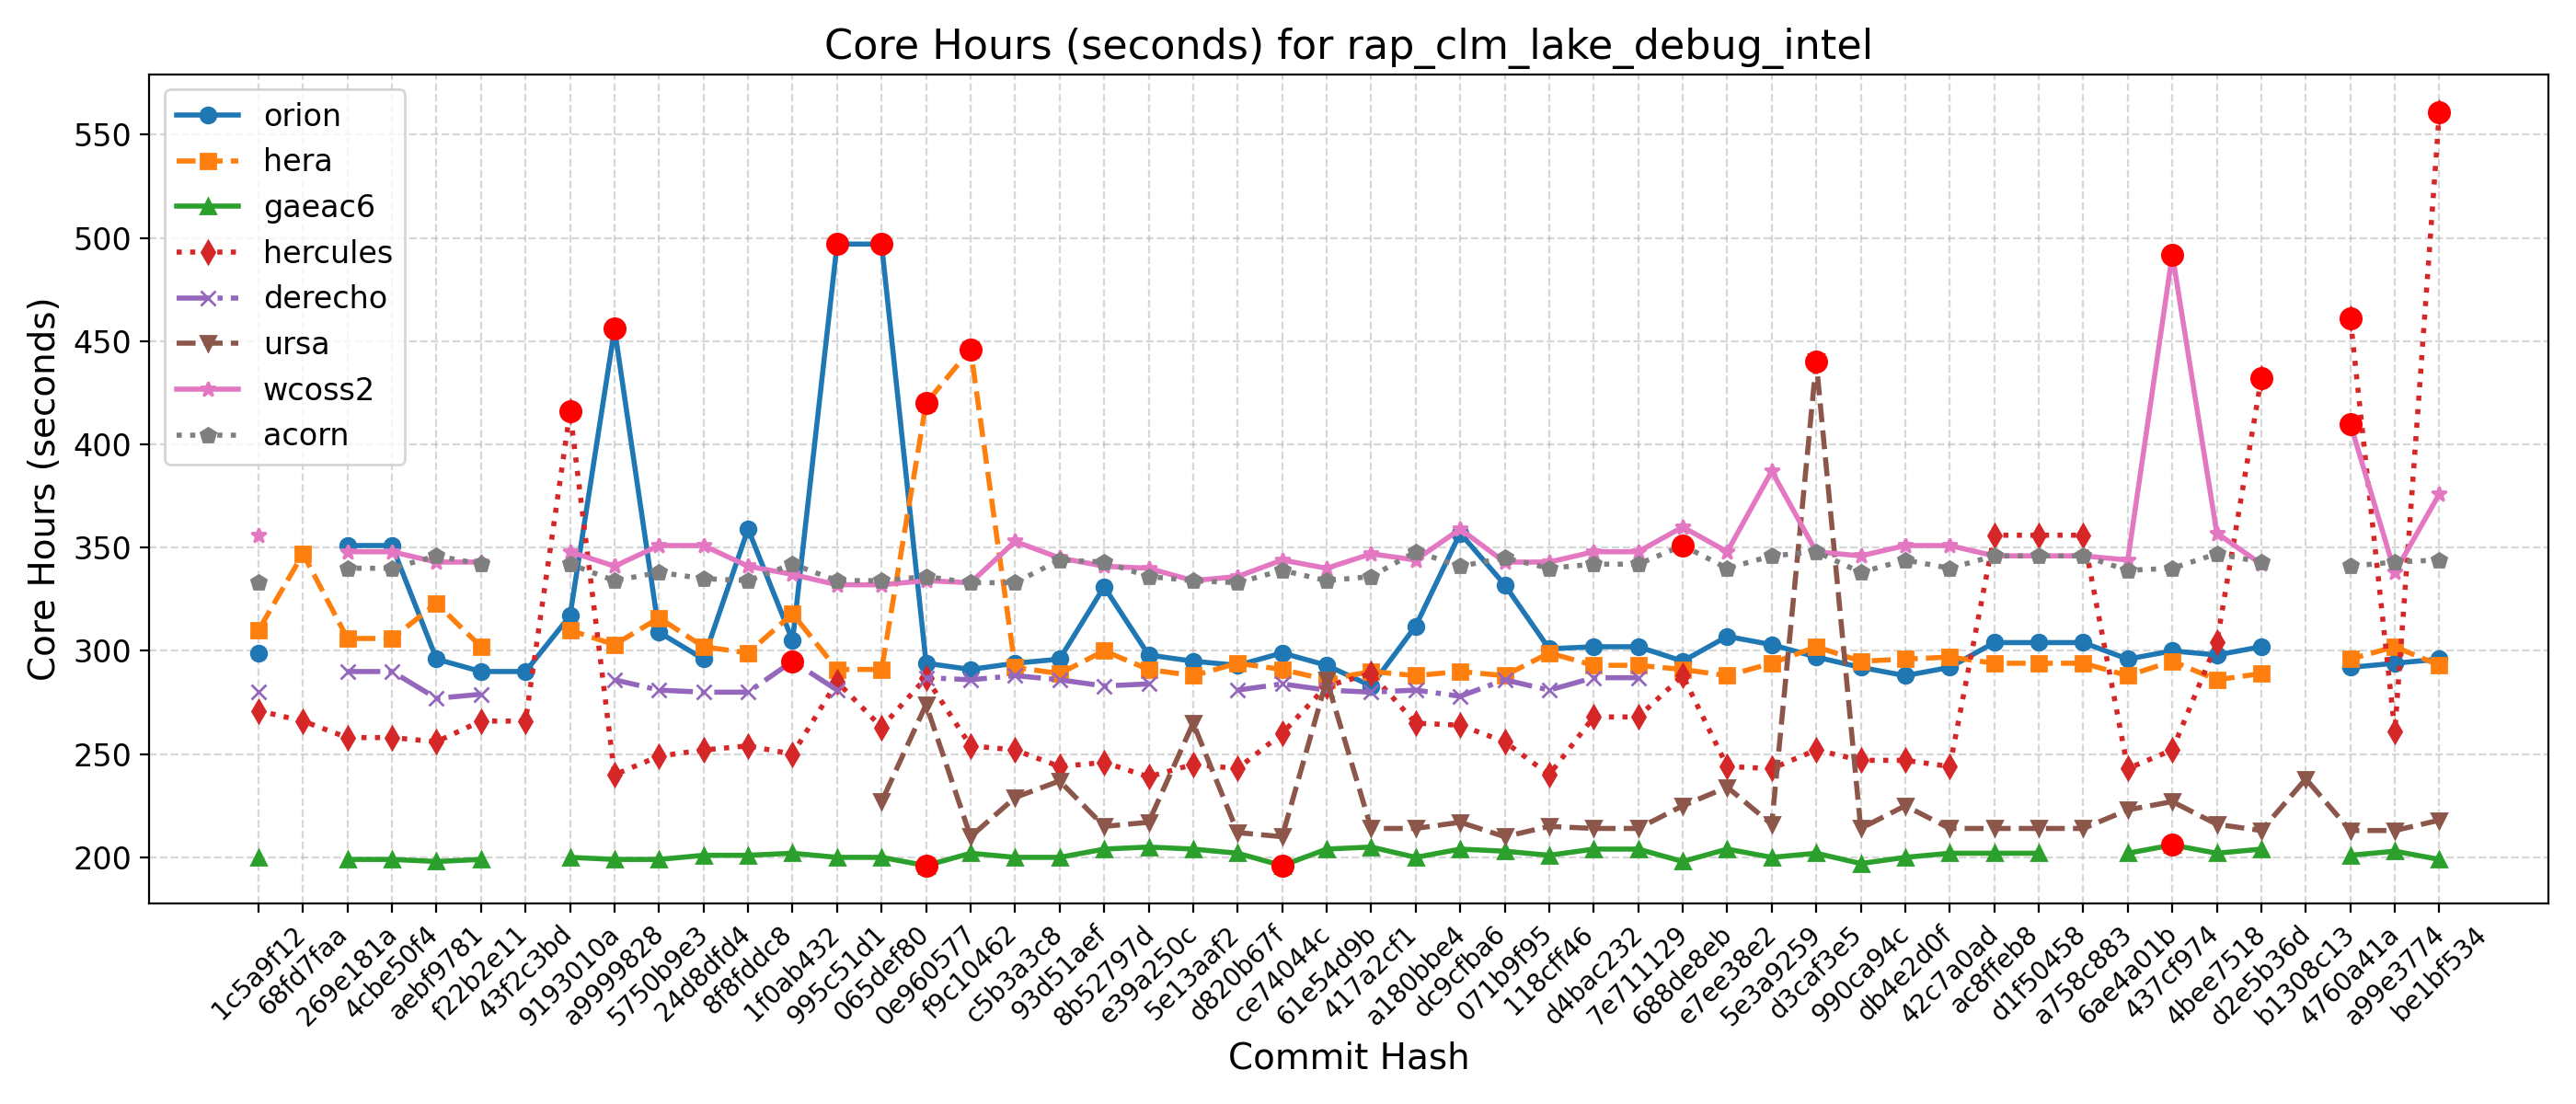 Core Hours (seconds) for rap_clm_lake_debug_intel
Core Hours (seconds)
550
500
450
400
350
300
250
200
orion
hera
gaeac6
hercules
derecho
ursa
wcoss2
acorn
1c5a9f12
68fd7faa
269e181a
4cbe50f4
aebf9781
f22b2e11
43f2c3bd
9193010a
a9999828
5750b9e3
24d8dfd4
8f8fddc8
1f0ab432
995c51d1
065def80
0e960577
f9c10462
c5b3a3c8
93d51aef
8b52797d
e39a250c
5e13aaf2
d820b67f
ce74044c
61e54d9b
417a2cf1
a180bbe4
dc9cfba6
071b9f95
118cff46
d4bac232
7e711129
688de8eb
e7ee38e2
5e3a9259
d3caf3e5
990ca94c
db4e2d0f
42c7a0ad
ac8ffeb8
d1f50458
a758c883
6ae4a01b
437cf974
4bee7518
d2e5b36d
b1308c13
4760a41a
a99e3774
be1bf534
Commit Hash